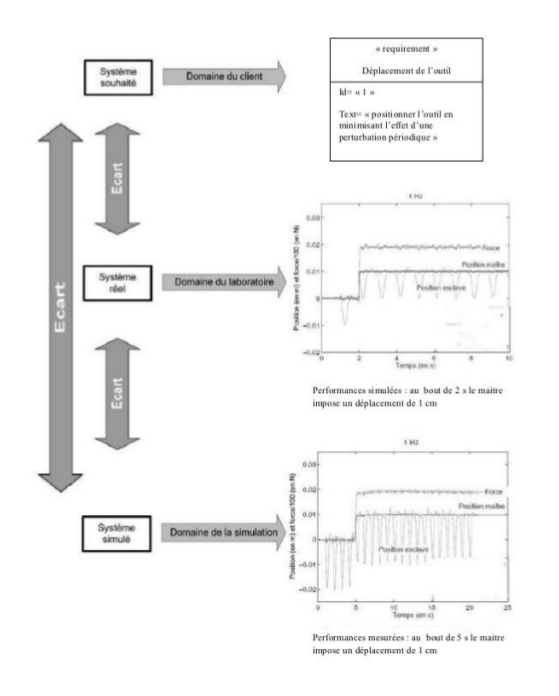 « requirement »
Déplacement de l'outil
Id= « 1 »
Text= « positionner l'outil en
minimisant l'effet d'une
perturbation périodique »
Système
souhaité
Domaine du client
Ecart
Ecart
1 Hz
Position (en m) et force/100 (en N)
0.03
0.02
0.01
0
-0.01
-0.02
Force
Position maître
Position esclave
0
2
4
6
8
10
Temps (en s)
Système
réel
Domaine du laboratoire
Performances simulées : au bout de 2 s le maitre
impose un déplacement de 1 cm
Ecart
1 Hz
Position (en m) et force/100 (en N)
0.03
0.02
0.01
0
-0.01
-0.02
Force
Position maître
Position esclave
0
5
10
15
20
25
Temps (en s)
Système
simulé
Domaine de la simulation
Performances mesurées : au bout de 5 s le maitre
impose un déplacement de 1 cm